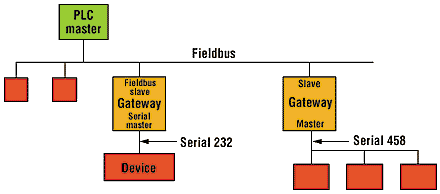 PLC
master
Fieldbus
Fieldbus
slave
Gateway
Serial
master
Slave
Gateway
Master
Serial 232
Serial 458
Device